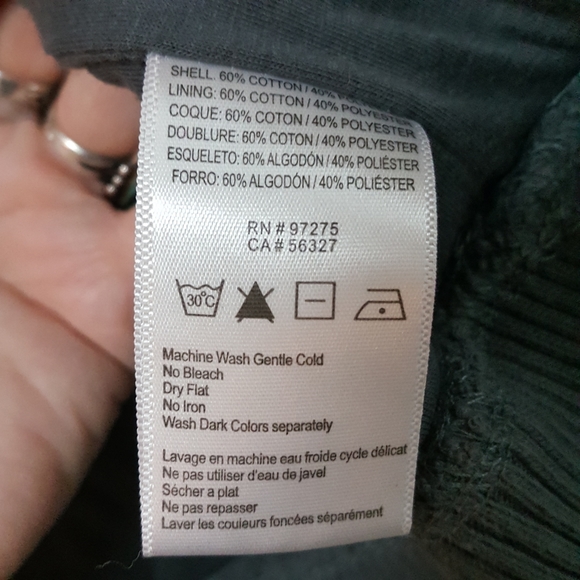 SHELL: 60% COTTON / 40% POLYESTER
LINING: 60% COTTON / 40% POLYESTER
COQUE: 60% COTON / 40% POLYESTER
DOUBLURE: 60% COTON / 40% POLYESTER
ESQUELETO: 60% ALGODÓN / 40% POLIÉSTER
FORRO: 60% ALGODÓN / 40% POLIÉSTER
RN # 97275
CA # 56327
30°C
Machine Wash Gentle Cold
No Bleach
Dry Flat
No Iron
Wash Dark Colors separately
Lavage en machine eau froide cycle délicat
Ne pas utiliser d'eau de javel
Sécher a plat
Ne pas repasser
Laver les couleurs foncées séparément